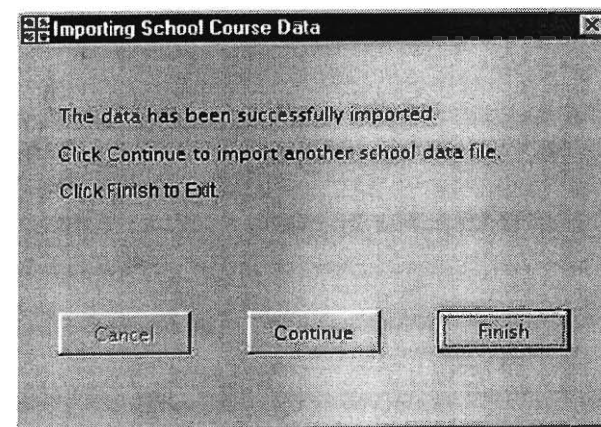 Importing School Course Data
The data has been successfully imported.
Click Continue to import another school data file.
Click Finish to Exit.
Cancel Continue Finish